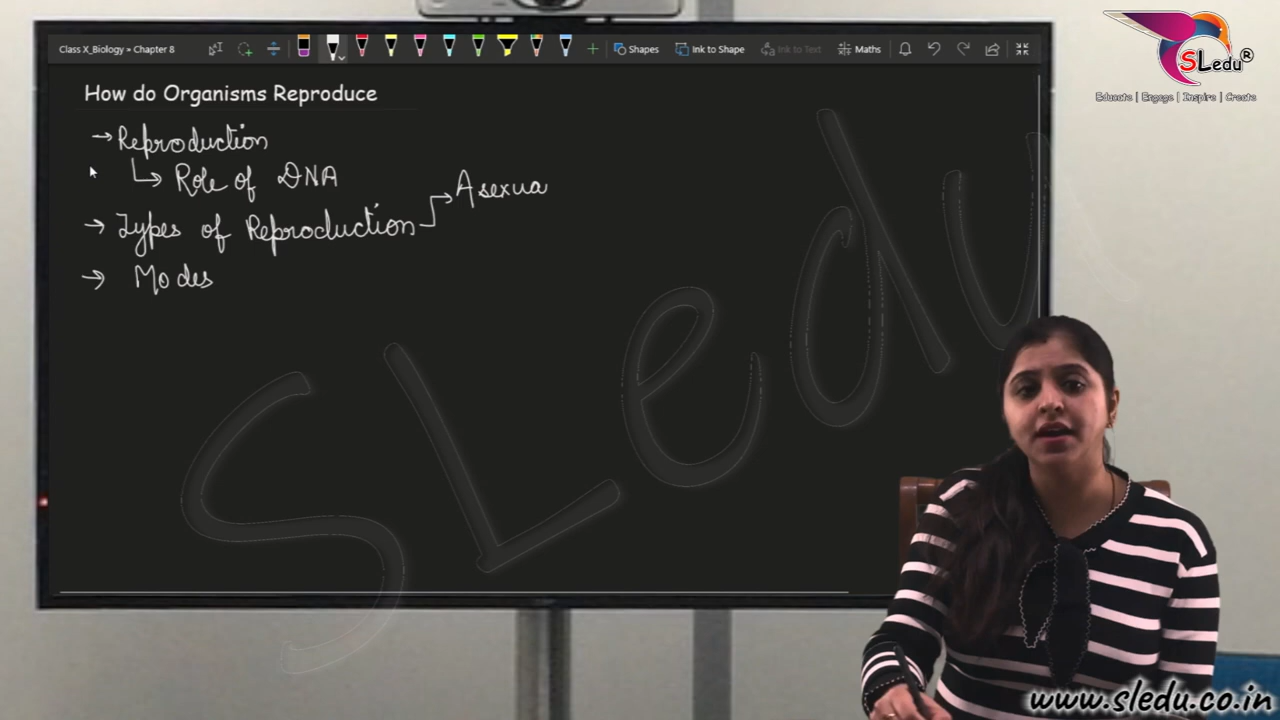 Class X_Biology » Chapter 8
Shapes
Ink to Shape
Ink to Text
Maths
How do Organisms Reproduce
→ Reproduction
↳ Role of DNA
→ Types of Reproduction → Asexua
→ Modes
SLedu
SLedu®
Educate | Engage | Inspire | Create
www.sledu.co.in